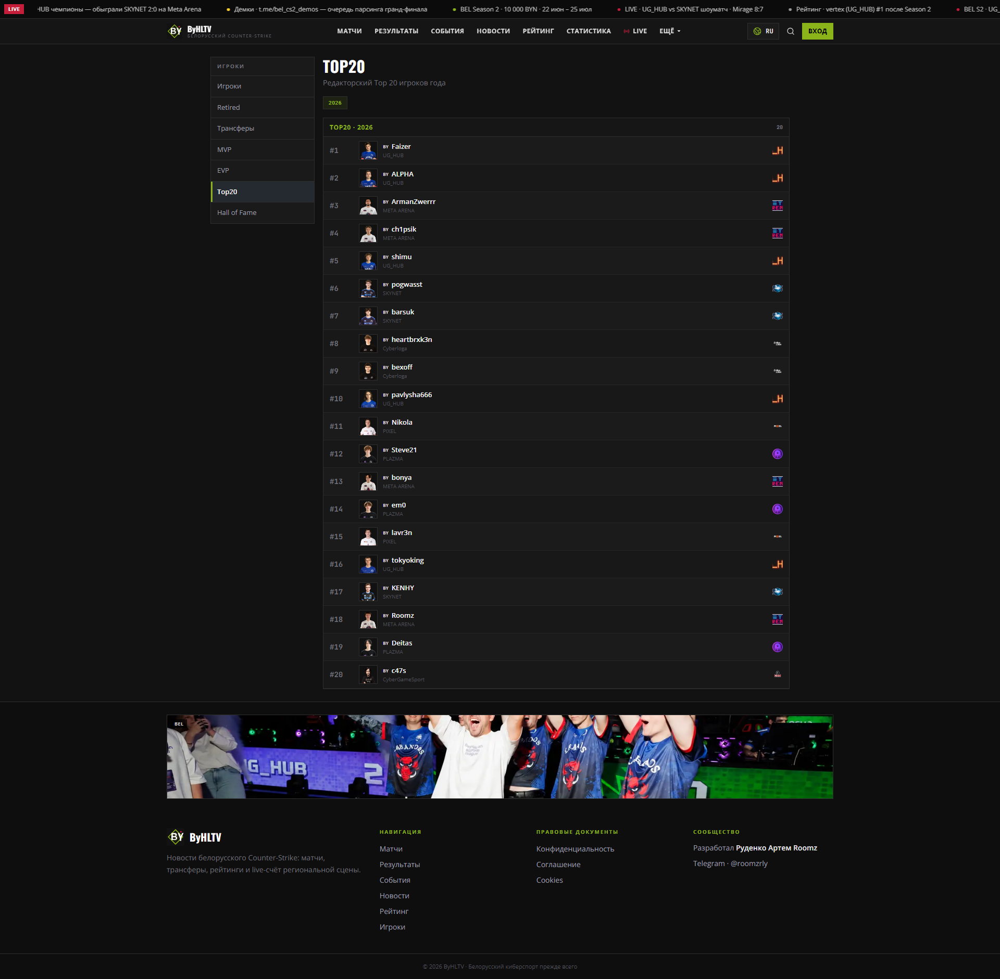 LIVE
HUB чемпионы — обыграли SKYNET 2:0 на Meta Arena
Демки · t.me/bel_cs2_demos — очередь парсинга гранд-финала
BEL Season 2 · 10 000 BYN · 22 июн – 25 июл
LIVE · UG_HUB vs SKYNET шоуматч · Mirage 8:7
Рейтинг · vertex (UG_HUB) #1 после Season 2
BEL S2 · UG_
BY ByHLTV
БЕЛОРУССКИЙ COUNTER-STRIKE
МАТЧИ
РЕЗУЛЬТАТЫ
СОБЫТИЯ
НОВОСТИ
РЕЙТИНГ
СТАТИСТИКА
LIVE
ЕЩЁ
RU
ВХОД
ИГРОКИ
Игроки
Retired
Трансферы
MVP
EVP
Top20
Hall of Fame
TOP20
Редакторский Top 20 игроков года
2026
TOP20 · 2026
20
#1
BY Faizer
UG_HUB
_H
#2
BY ALPHA
UG_HUB
_H
#3
BY ArmanZwerrr
META ARENA
#4
BY ch1psik
META ARENA
#5
BY shimu
UG_HUB
_H
#6
BY pogwasst
SKYNET
#7
BY barsuk
SKYNET
#8
BY heartbrxk3n
Cyberloga
#9
BY bexoff
Cyberloga
#10
BY pavlysha666
UG_HUB
_H
#11
BY Nikola
PIXEL
PIXEL
#12
BY Steve21
PLAZMA
#13
BY bonya
META ARENA
#14
BY em0
PLAZMA
#15
BY lavr3n
PIXEL
PIXEL
#16
BY tokyoking
UG_HUB
_H
#17
BY KENHY
SKYNET
#18
BY Roomz
META ARENA
#19
BY Deitas
PLAZMA
#20
BY c47s
CyberGameSport
BEL
UG_HUB
2
BY ByHLTV
Новости белорусского Counter-Strike: матчи,
трансферы, рейтинги и live-счёт региональной сцены.
НАВИГАЦИЯ
Матчи
Результаты
События
Новости
Рейтинг
Игроки
ПРАВОВЫЕ ДОКУМЕНТЫ
Конфиденциальность
Соглашение
Cookies
СООБЩЕСТВО
Разработал Руденко Артем Roomz
Telegram · @roomzrly
© 2026 ByHLTV · Белорусский киберспорт прежде всего